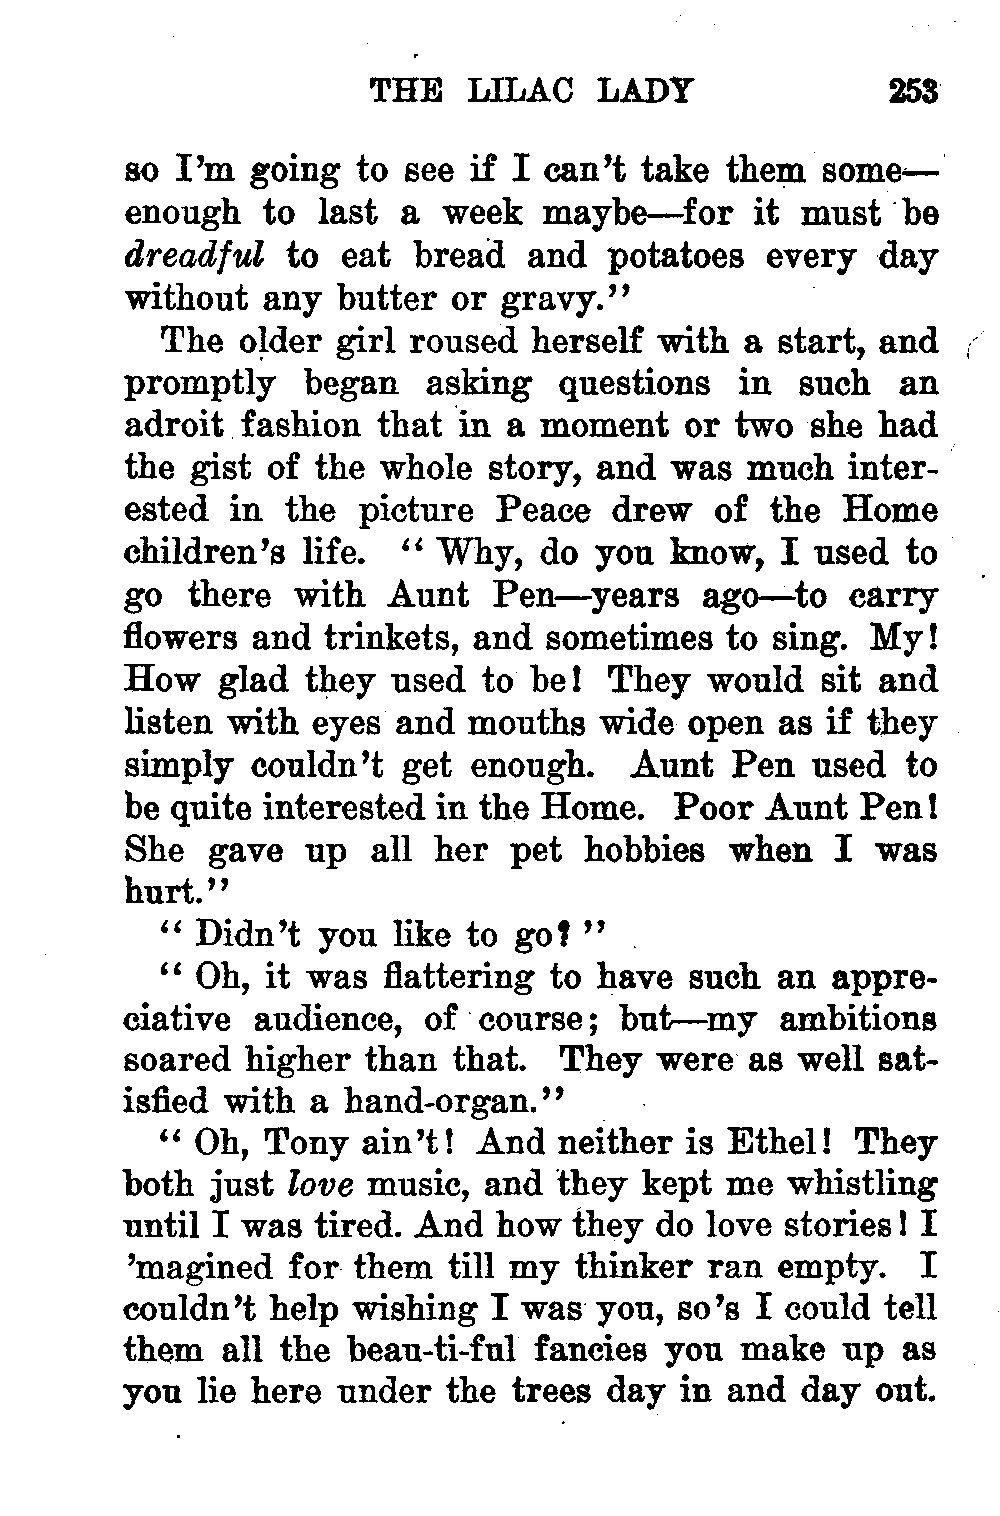 THE LILAC LADY 253
so I'm going to see if I can't take them some—
enough to last a week maybe—for it must be
dreadful to eat bread and potatoes every day
without any butter or gravy."
The older girl roused herself with a start, and
promptly began asking questions in such an
adroit fashion that in a moment or two she had
the gist of the whole story, and was much inter-
ested in the picture Peace drew of the Home
children's life. "Why, do you know, I used to
go there with Aunt Pen—years ago—to carry
flowers and trinkets, and sometimes to sing. My!
How glad they used to be! They would sit and
listen with eyes and mouths wide open as if they
simply couldn't get enough. Aunt Pen used to
be quite interested in the Home. Poor Aunt Pen!
She gave up all her pet hobbies when I was
hurt."
"Didn't you like to go?"
"Oh, it was flattering to have such an appre-
ciative audience, of course; but—my ambitions
soared higher than that. They were as well sat-
isfied with a hand-organ."
"Oh, Tony ain't! And neither is Ethel! They
both just love music, and they kept me whistling
until I was tired. And how they do love stories! I
'magined for them till my thinker ran empty. I
couldn't help wishing I was you, so's I could tell
them all the beau-ti-ful fancies you make up as
you lie here under the trees day in and day out.